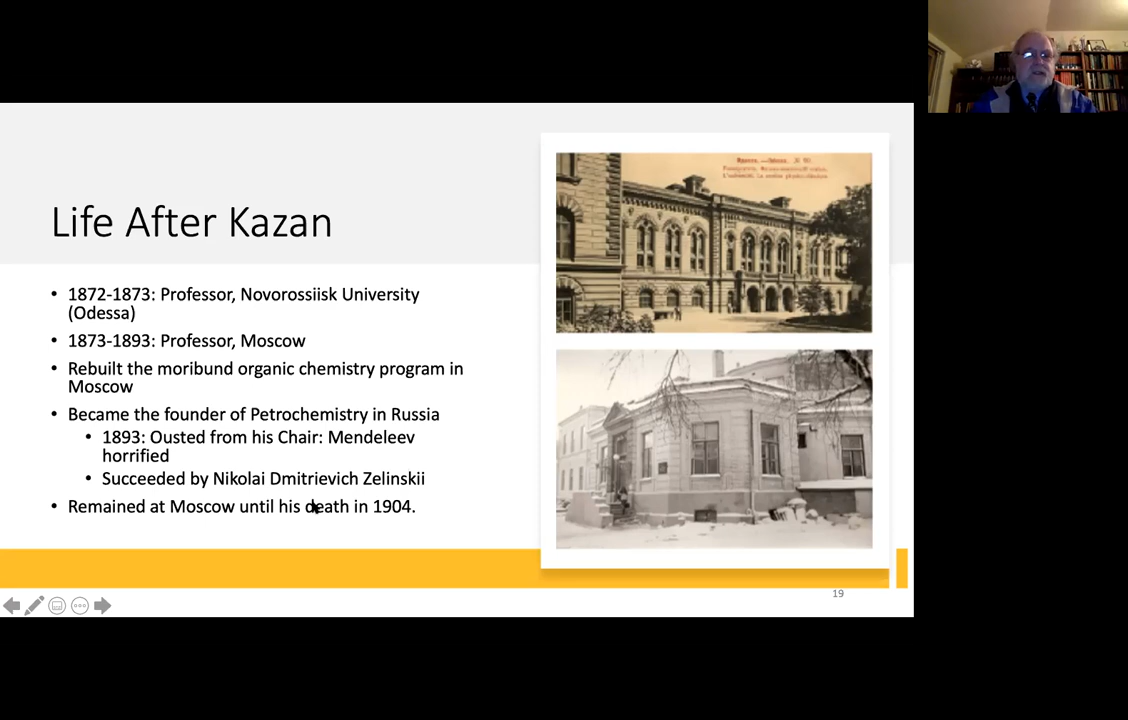 Life After Kazan
• 1872-1873: Professor, Novorossiisk University
(Odessa)
• 1873-1893: Professor, Moscow
• Rebuilt the moribund organic chemistry program in
Moscow
• Became the founder of Petrochemistry in Russia
• 1893: Ousted from his Chair: Mendeleev
horrified
• Succeeded by Nikolai Dmitrievich Zelinskii
• Remained at Moscow until his death in 1904.
19